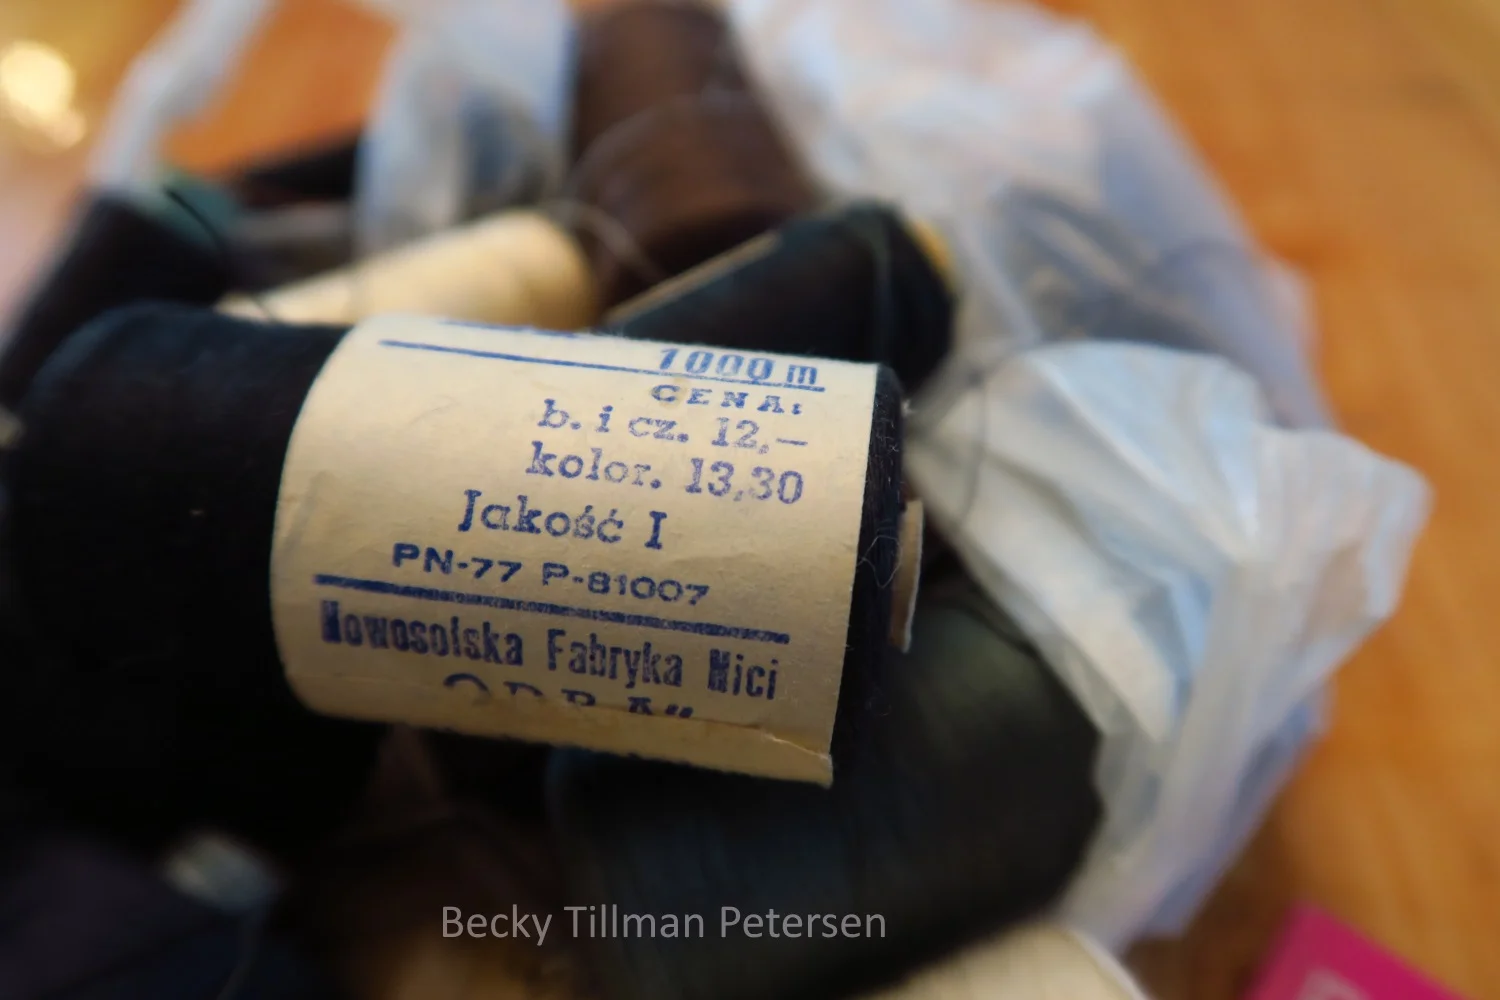 1000 m
CENA:
b. i cz. 12,—
kolor. 13,30
Jakość I
PN-77 P-81007
Nowosolska Fabryka Nici
Becky Tillman Petersen